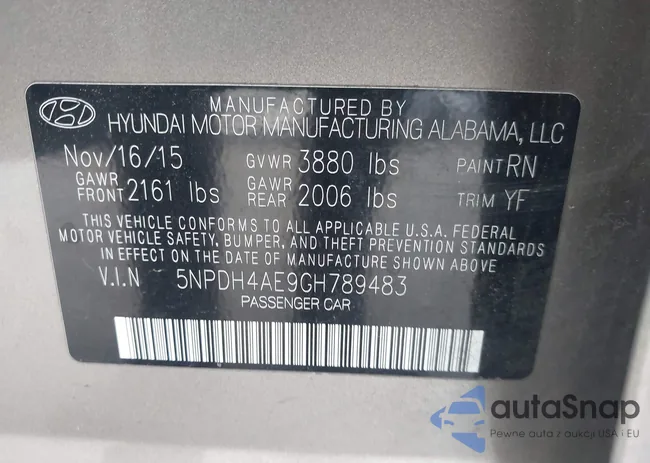 MANUFACTURED BY
HYUNDAI MOTOR MANUFACTURING ALABAMA, LLC
Nov/16/15 GVWR 3880 lbs PAINT RN
GAWR FRONT 2161 lbs GAWR REAR 2006 lbs TRIM YF
THIS VEHICLE CONFORMS TO ALL APPLICABLE U.S.A. FEDERAL
MOTOR VEHICLE SAFETY, BUMPER, AND THEFT PREVENTION STANDARDS
IN EFFECT ON THE DATE OF MANUFACTURE SHOWN ABOVE
V.I.N 5NPDH4AE9GH789483
PASSENGER CAR
autaSnap
Pewne auta z aukcji USA i EU